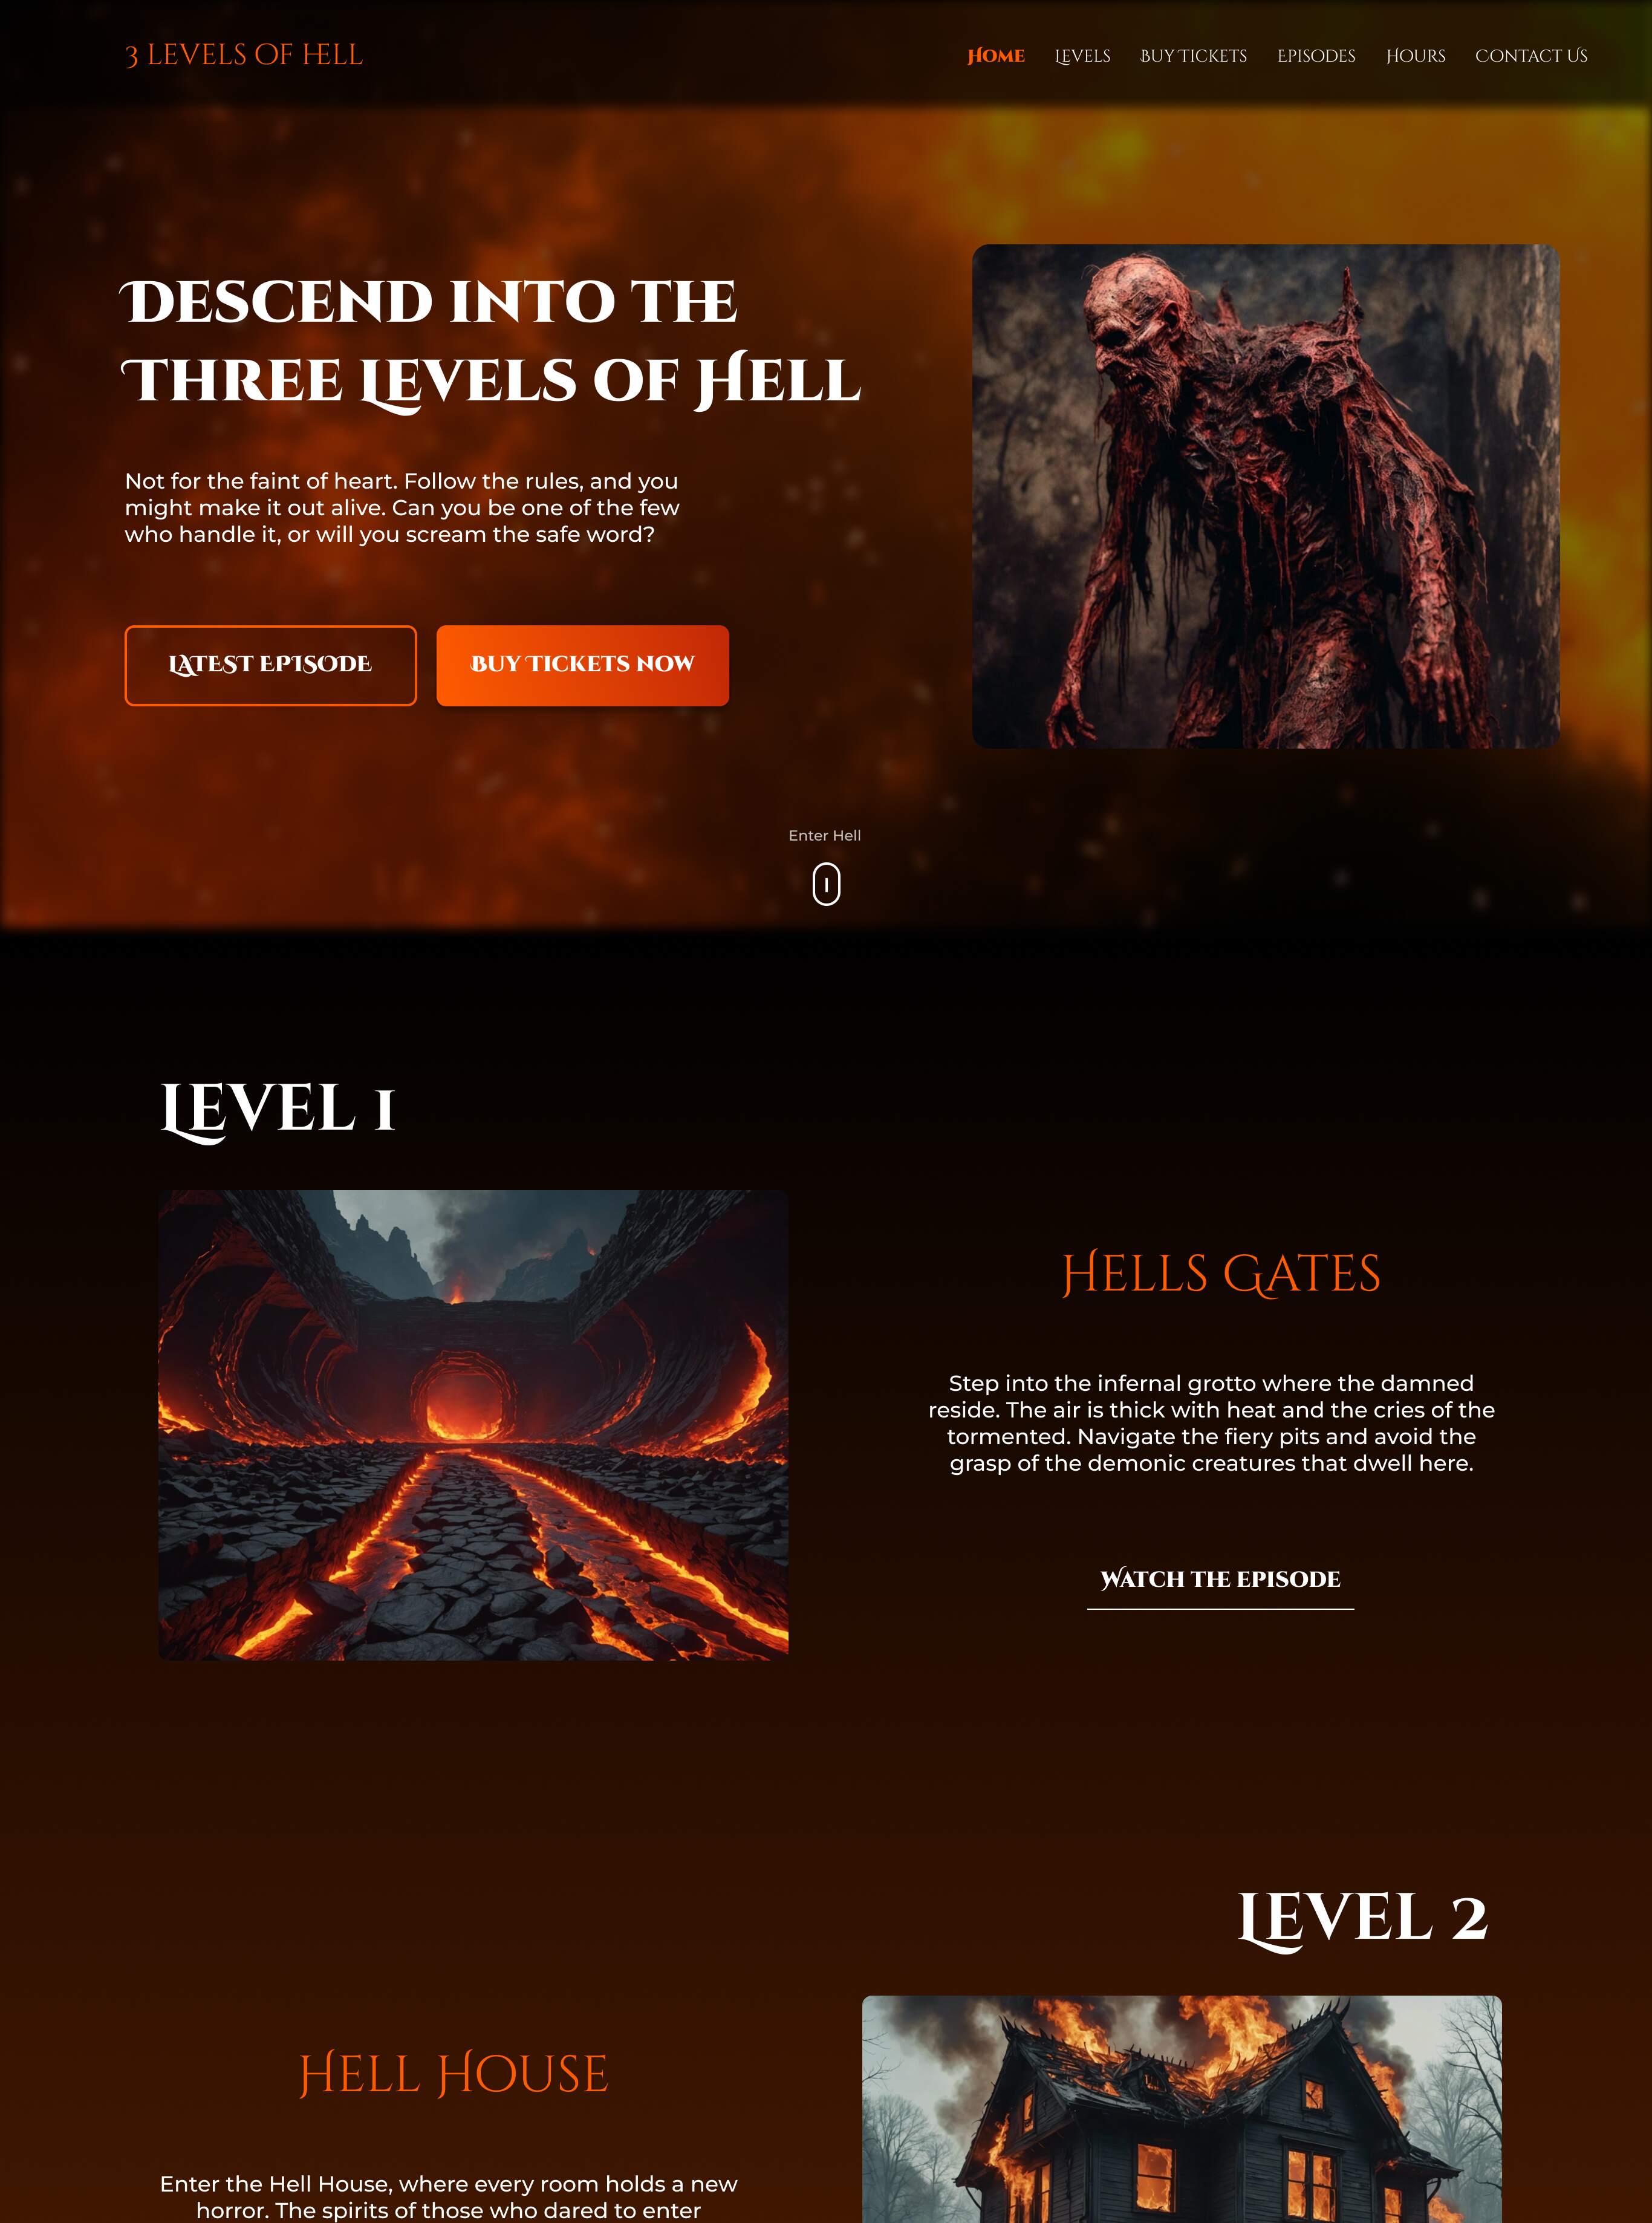 3 Levels of Hell
Home Levels Buy Tickets Episodes Hours Contact Us
Descend into the
Three Levels of Hell
Not for the faint of heart. Follow the rules, and you
might make it out alive. Can you be one of the few
who handle it, or will you scream the safe word?
Latest Episode Buy Tickets now
Enter Hell
Level 1
Hells Gates
Step into the infernal grotto where the damned
reside. The air is thick with heat and the cries of the
tormented. Navigate the fiery pits and avoid the
grasp of the demonic creatures that dwell here.
Watch the episode
Level 2
Hell House
Enter the Hell House, where every room holds a new
horror. The spirits of those who dared to enter